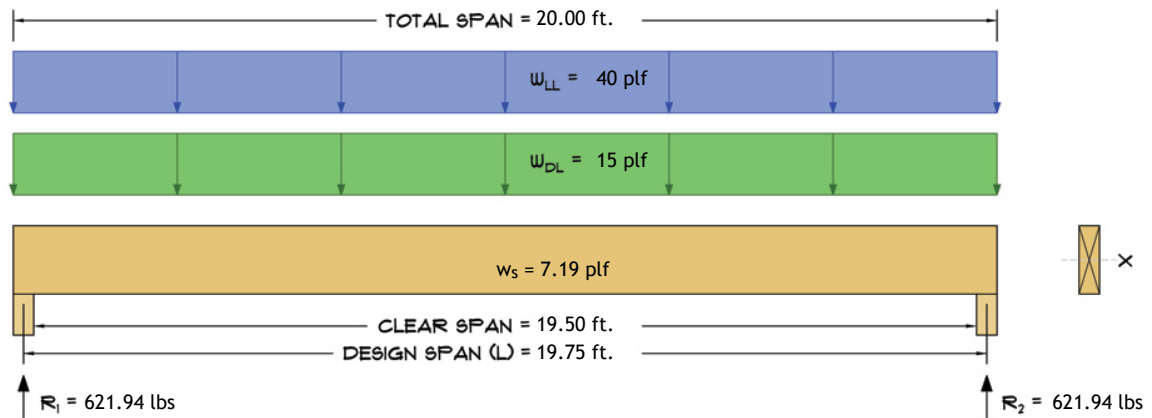 TOTAL SPAN = 20.00 ft.
WLL = 40 plf
WDL = 15 plf
ws = 7.19 plf
X
CLEAR SPAN = 19.50 ft.
DESIGN SPAN (L) = 19.75 ft.
R1 = 621.94 lbs
R2 = 621.94 lbs